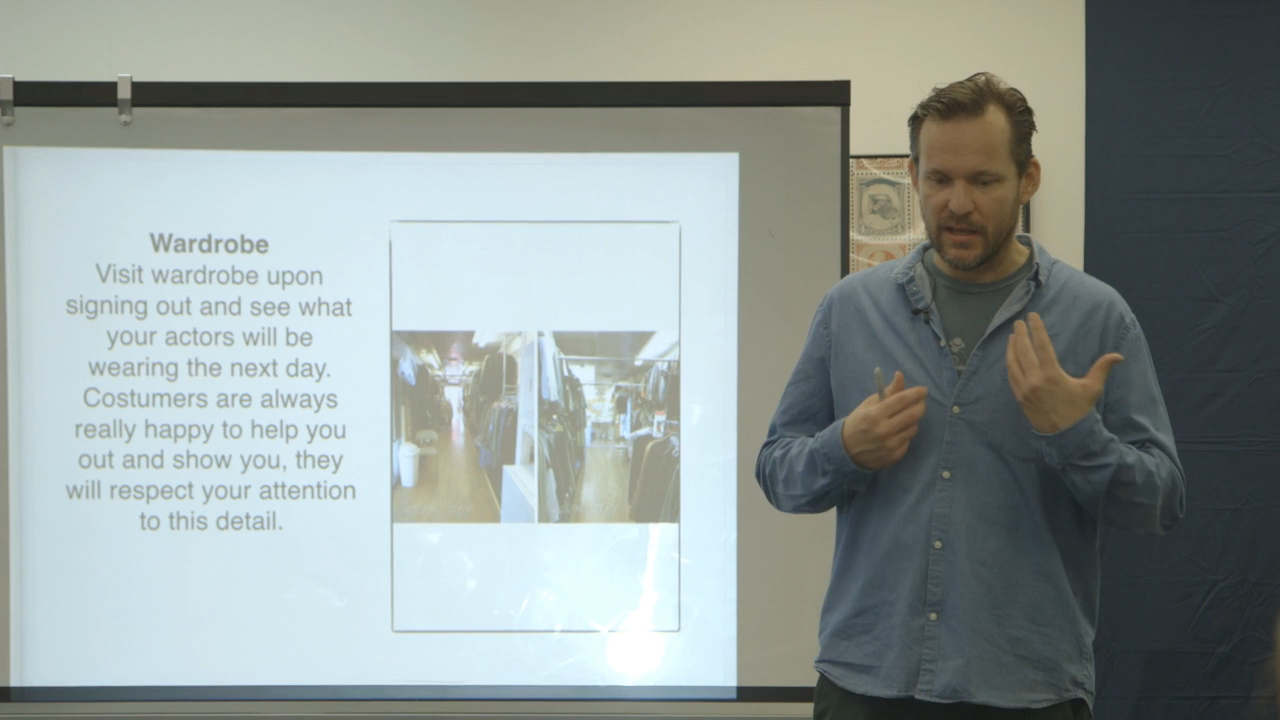 Wardrobe
Visit wardrobe upon
signing out and see what
your actors will be
wearing the next day.
Costumers are always
really happy to help you
out and show you, they
will respect your attention
to this detail.